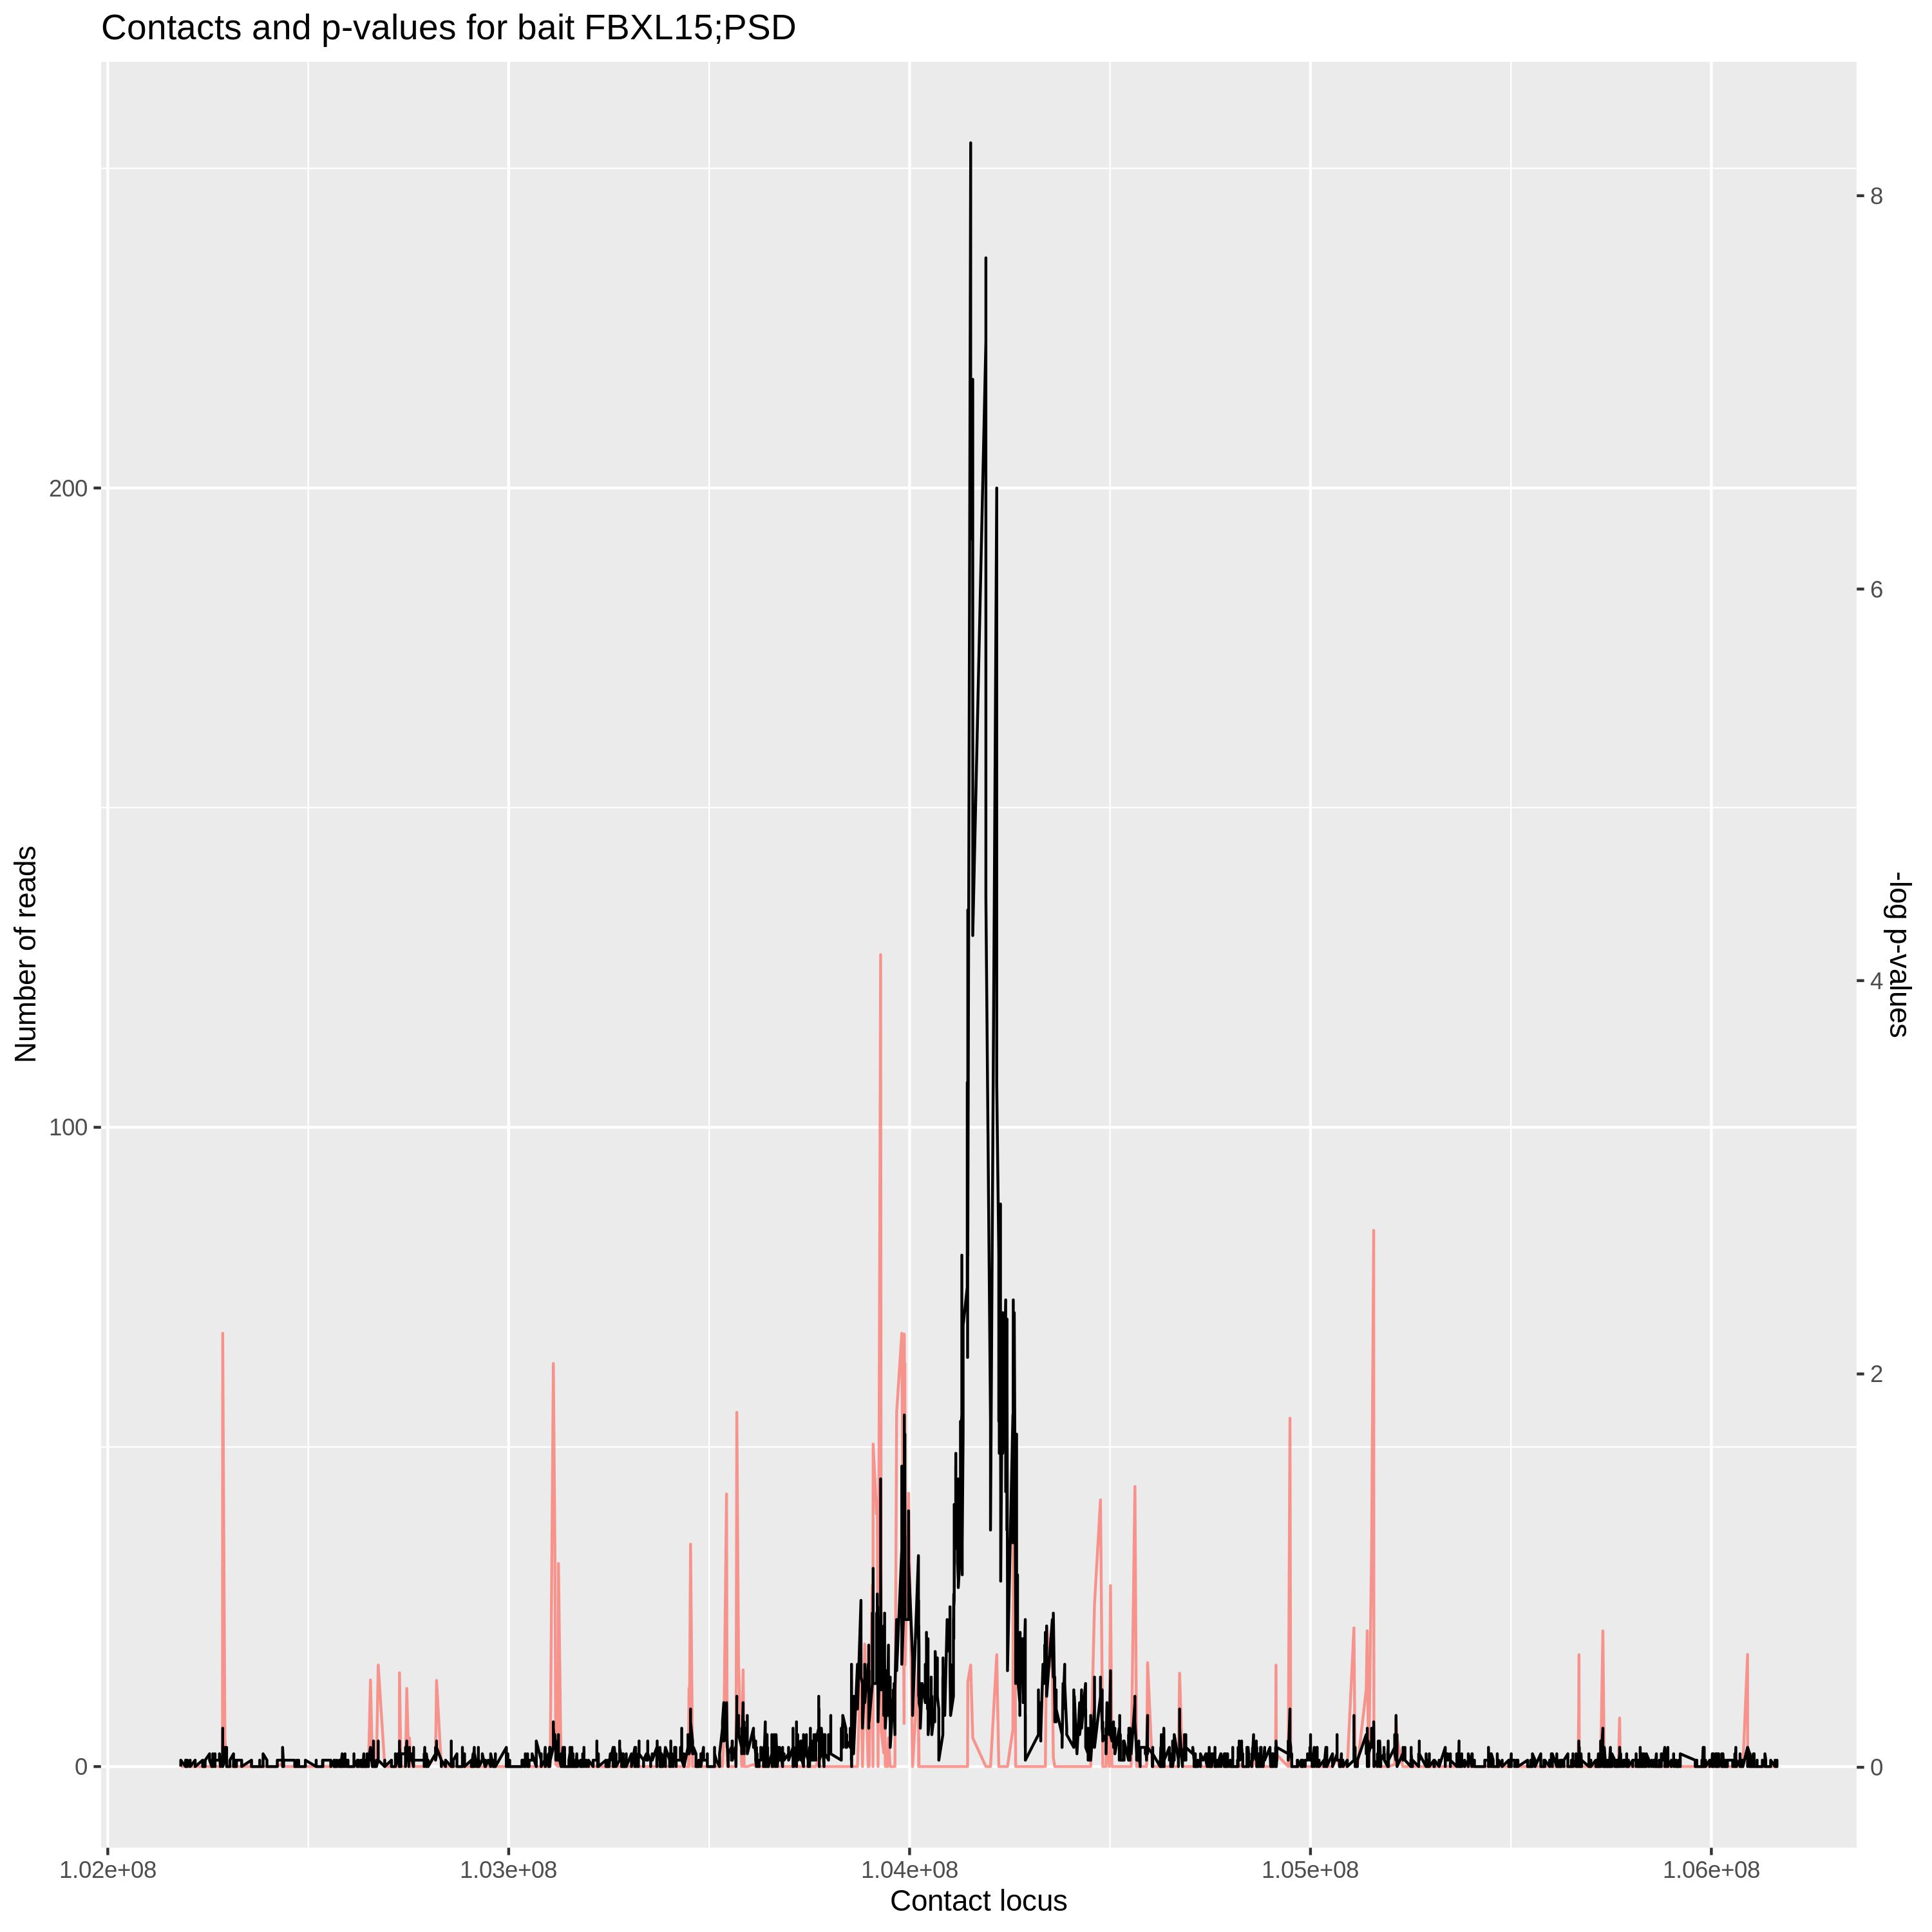 Contacts and p-values for bait FBXL15;PSD
Number of reads
200
100
0
8
6
4
2
0
-log p-values
1.02e+08 1.03e+08 1.04e+08 1.05e+08 1.06e+08
Contact locus